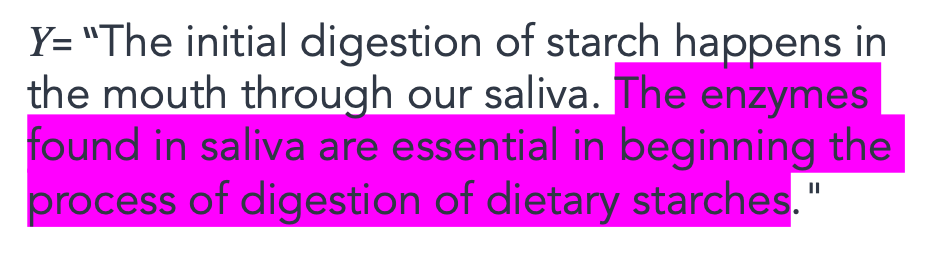 Y= “The initial digestion of starch happens in
the mouth through our saliva. The enzymes
found in saliva are essential in beginning the
process of digestion of dietary starches."